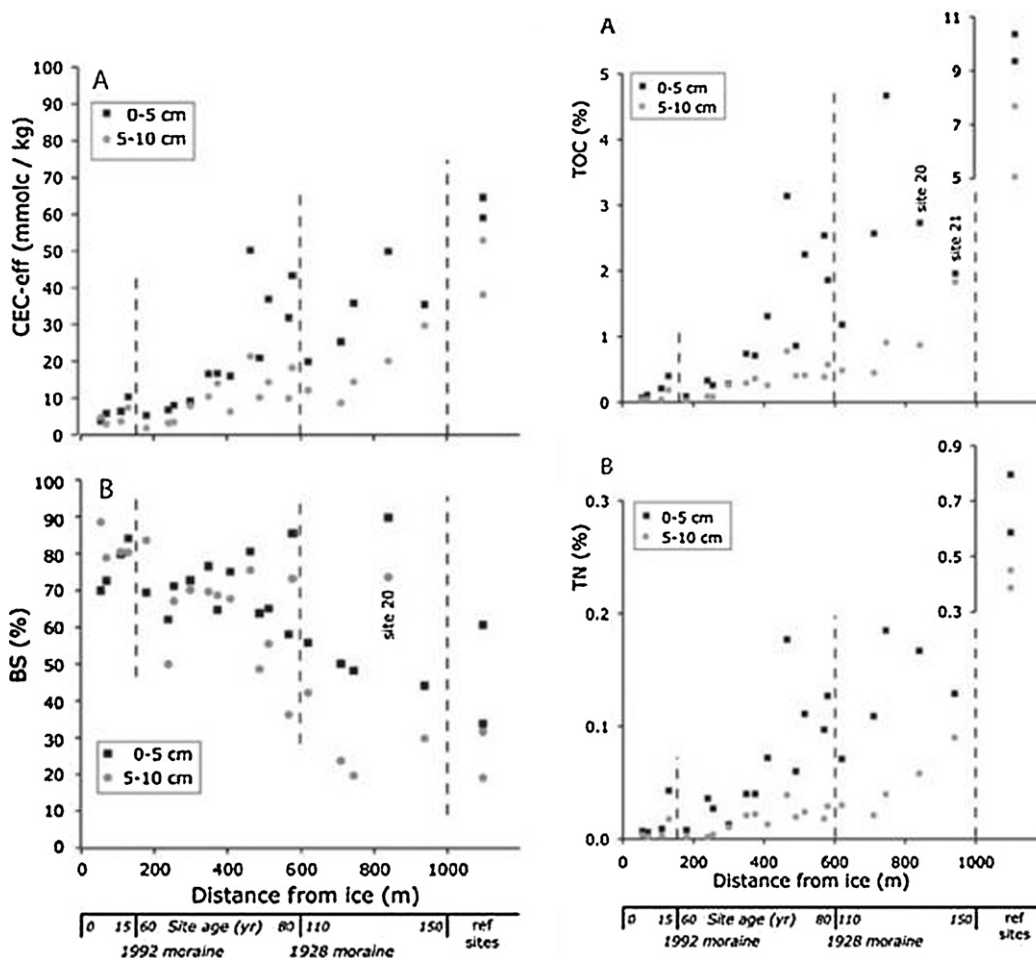 A
0-5 cm
5-10 cm
CEC-eff (mmolc / kg)
100
90
80
70
60
50
40
30
20
10
0
B
0-5 cm
5-10 cm
site 20
BS (%)
100
90
80
70
60
50
40
30
20
10
0
0 200 400 600 800 1000
Distance from ice (m)
0 15 60 Site age (yr) 80 110 150 ref
sites
1992 moraine 1928 moraine
A
0-5 cm
5-10 cm
TOC (%)
11
9
7
5
5
4
3
2
1
0
site 20
site 21
B
0-5 cm
5-10 cm
TN (%)
0.9
0.7
0.5
0.3
0.3
0.2
0.1
0.0
0 200 400 600 800 1000
Distance from ice (m)
0 15 60 Site age (yr) 80 110 150 ref
sites
1992 moraine 1928 moraine